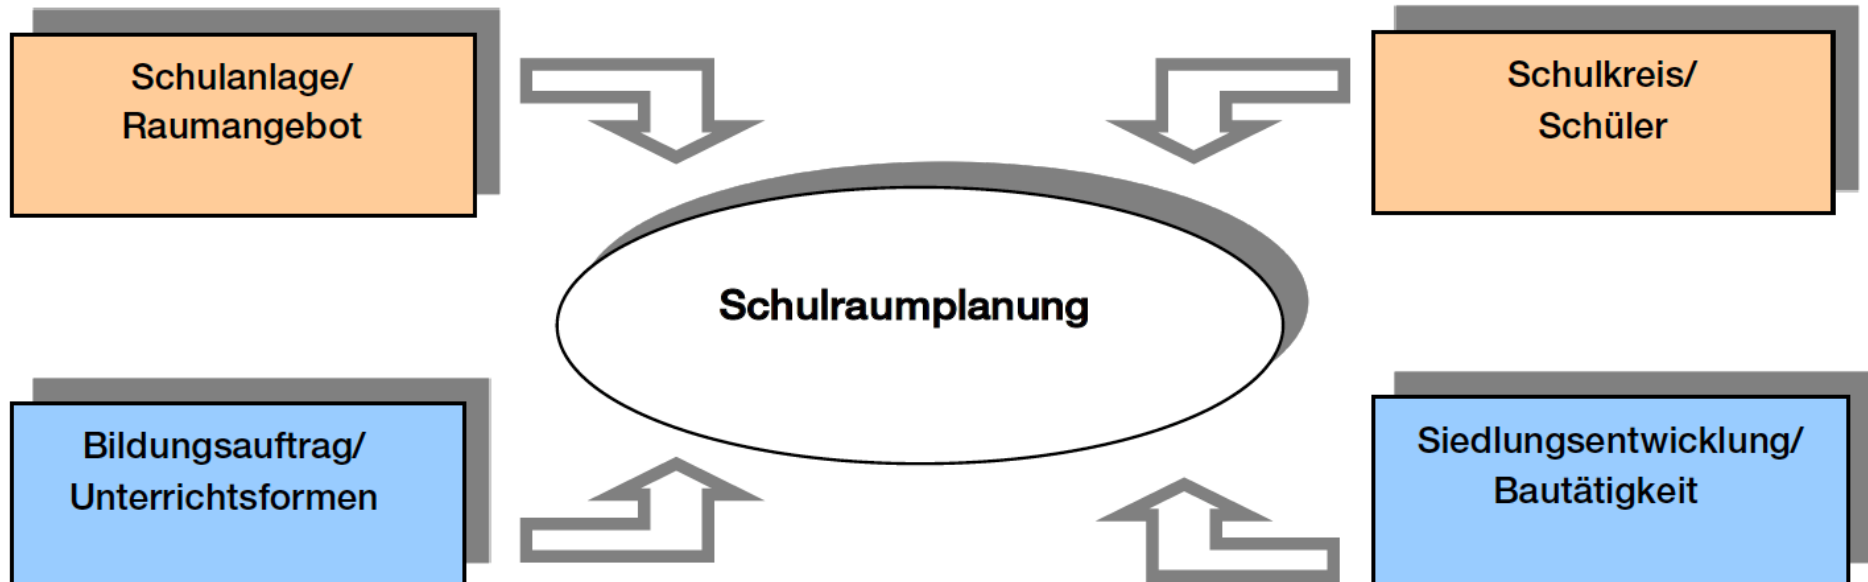 Schulanlage/
Raumangebot
Schulkreis/
Schüler
Schulraumplanung
Bildungsauftrag/
Unterrichtsformen
Siedlungsentwicklung/
Bautätigkeit